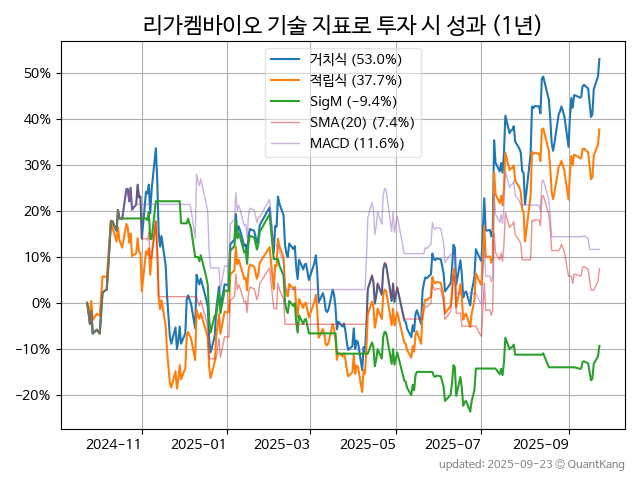 리가켐바이오 기술 지표로 투자 시 성과 (1년)
거치식 (53.0%)
적립식 (37.7%)
SigM (−9.4%)
SMA(20) (7.4%)
MACD (11.6%)
50%
40%
30%
20%
10%
0%
−10%
−20%
2024-11 2025-01 2025-03 2025-05 2025-07 2025-09
updated: 2025-09-23 © QuantKang